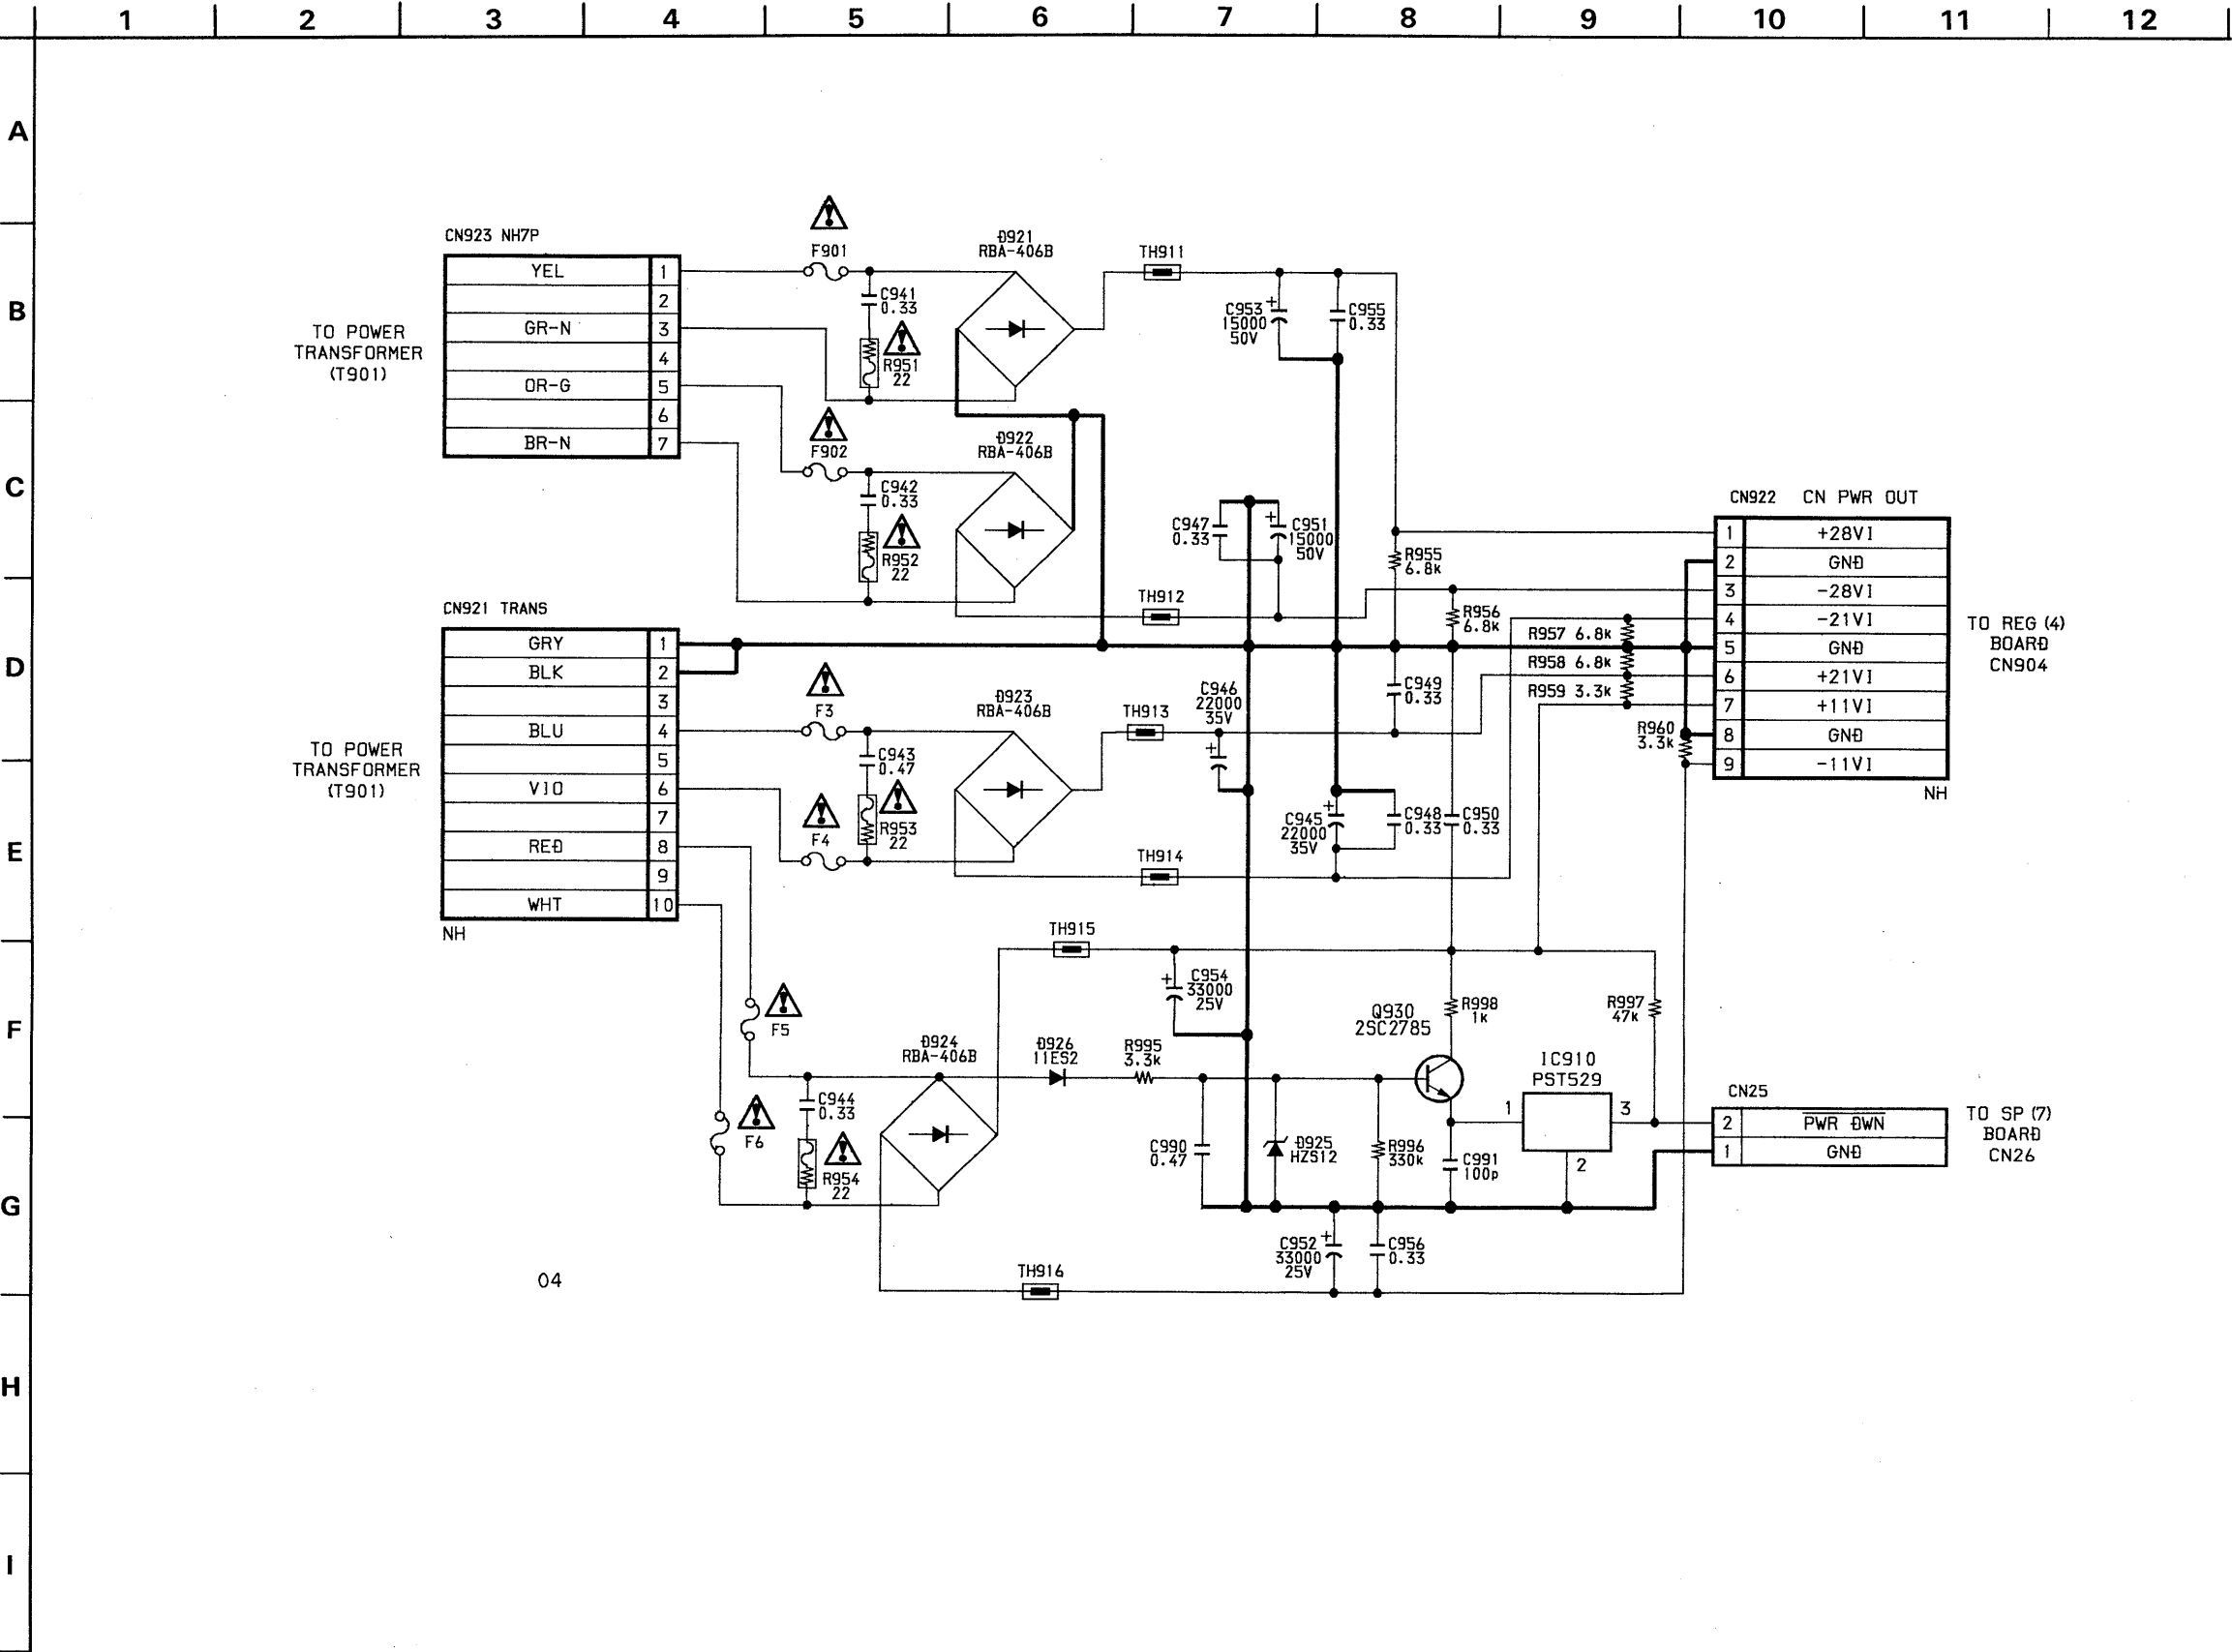 1 2 3 4 5 6 7 8 9 10 11 12
A
B
C
D
E
F
G
H
I
CN923 NH7P
YEL 1
2
GR-N 3
4
OR-G 5
6
BR-N 7
TO POWER
TRANSFORMER
(T901)
F901
C941
0.33
R951
22
D921
RBA-406B
TH911
C953
15000
50V
+
C955
0.33
F902
C942
0.33
R952
22
D922
RBA-406B
C947
0.33
+
C951
15000
50V
TH912
R955
6.8k
R956
6.8k
CN922 CN PWR OUT
1 +28VI
2 GND
3 -28VI
4 -21VI
5 GND
6 +21VI
7 +11VI
8 GND
9 -11VI
NH
TO REG (4)
BOARD
CN904
R957 6.8k
R958 6.8k
R959 3.3k
R960
3.3k
CN921 TRANS
GRY 1
BLK 2
3
BLU 4
5
VIO 6
7
RED 8
9
WHT 10
NH
TO POWER
TRANSFORMER
(T901)
F3
C943
0.47
R953
22
F4
D923
RBA-406B
TH913
C946
22000
35V
+
C949
0.33
TH914
C945
22000
35V
+
C948
0.33
C950
0.33
TH915
C954
33000
25V
+
F5
F6
C944
0.33
R954
22
D924
RBA-406B
D926
11ES2
R995
3.3k
C990
0.47
D925
HZS12
R996
330k
Q930
2SC2785
R998
1k
C991
100p
IC910
PST529
1
3
2
R997
47k
CN25
2 PWR DWN
1 GND
TO SP (7)
BOARD
CN26
C952
33000
25V
+
C956
0.33
TH916
04